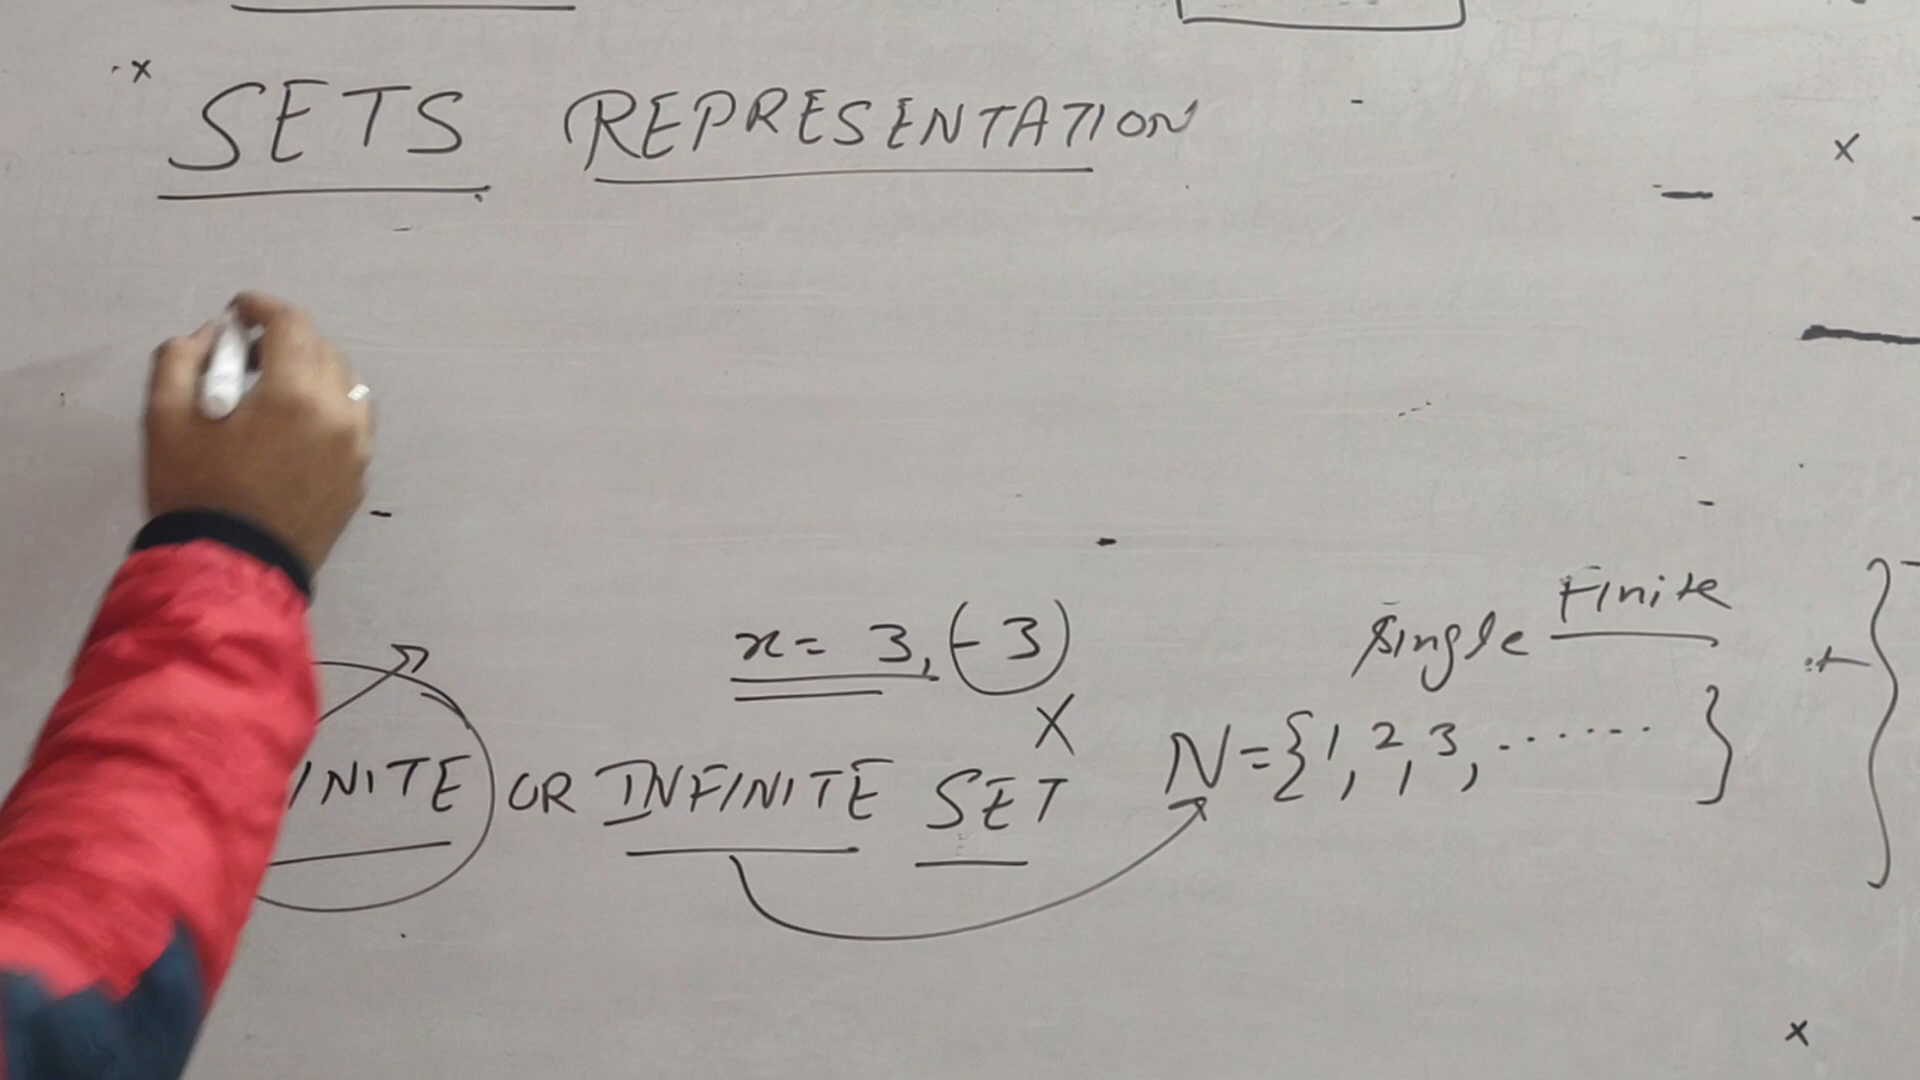 SETS REPRESENTATION
x = 3, (-3)
X
single Finite
INITE OR INFINITE SET
N = {1, 2, 3, ....... }